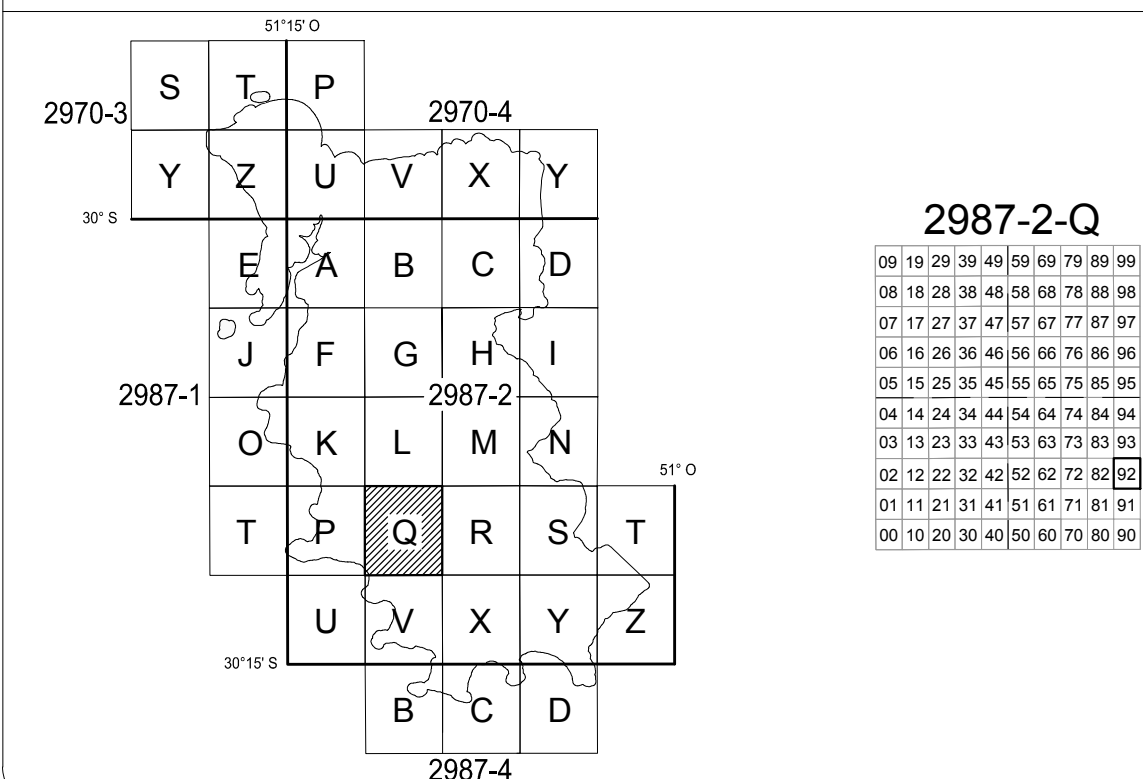 51°15' O
S T P
2970-3 2970-4
Y Z U V X Y
30° S
E A B C D
J F G H I
2987-1 2987-2
O K L M N
51° O
T P Q R S T
U V X Y Z
30°15' S
B C D
2987-4
2987-2-Q
09 19 29 39 49 59 69 79 89 99
08 18 28 38 48 58 68 78 88 98
07 17 27 37 47 57 67 77 87 97
06 16 26 36 46 56 66 76 86 96
05 15 25 35 45 55 65 75 85 95
04 14 24 34 44 54 64 74 84 94
03 13 23 33 43 53 63 73 83 93
02 12 22 32 42 52 62 72 82 92
01 11 21 31 41 51 61 71 81 91
00 10 20 30 40 50 60 70 80 90